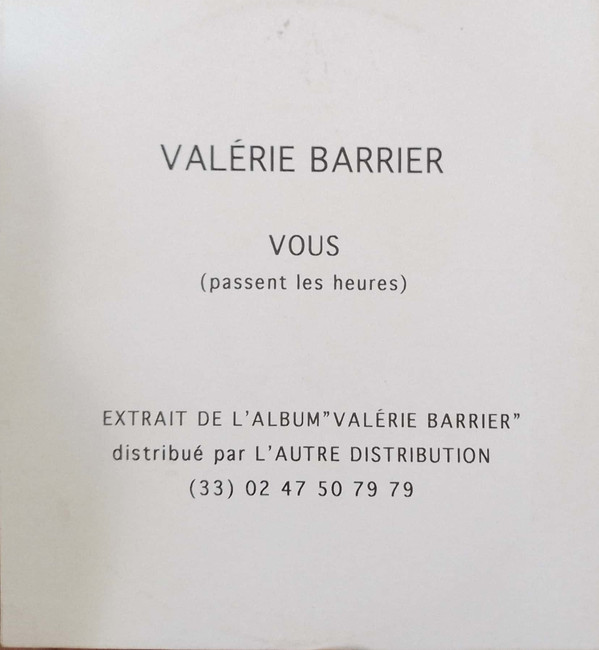 VALÉRIE BARRIER
VOUS
(passent les heures)
EXTRAIT DE L'ALBUM"VALÉRIE BARRIER"
distribué par L'AUTRE DISTRIBUTION
(33) 02 47 50 79 79